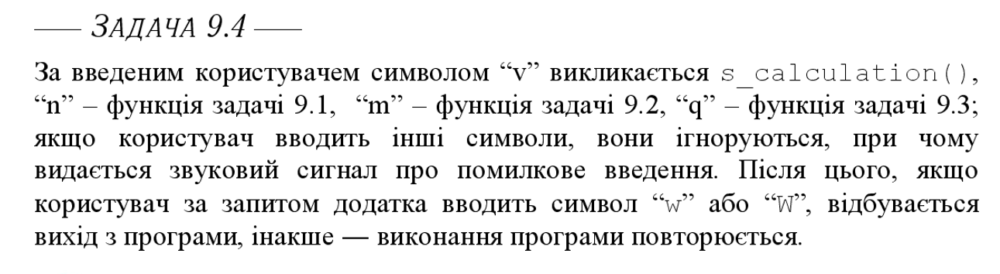 — ЗАДАЧА 9.4 —
За введеним користувачем символом “v” викликається s_calculation(),
“n” – функція задачі 9.1, “m” – функція задачі 9.2, “q” – функція задачі 9.3;
якщо користувач вводить інші символи, вони ігноруються, при чому
видається звуковий сигнал про помилкове введення. Після цього, якщо
користувач за запитом додатка вводить символ “w” або “W”, відбувається
вихід з програми, інакше — виконання програми повторюється.